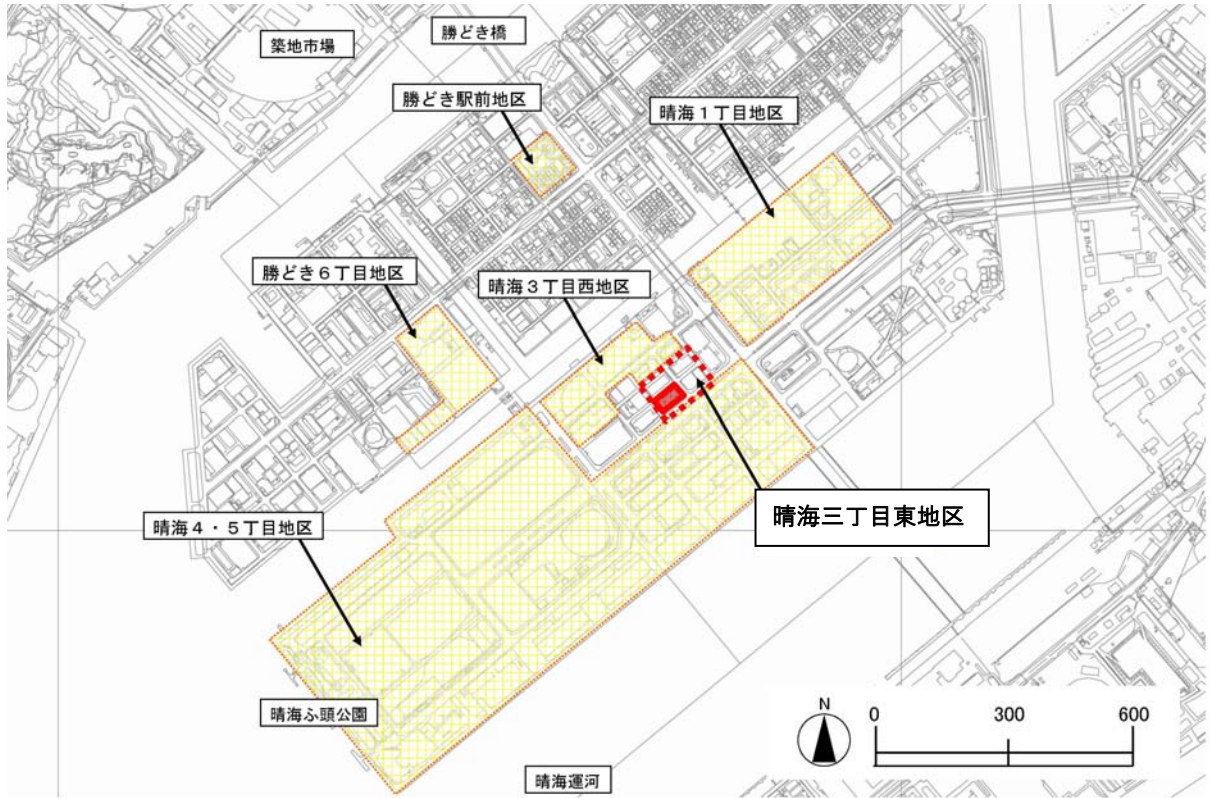 築地市場
勝どき橋
勝どき駅前地区
晴海１丁目地区
勝どき６丁目地区
晴海３丁目西地区
晴海４・５丁目地区
晴海三丁目東地区
晴海ふ頭公園
晴海運河
N
0 300 600